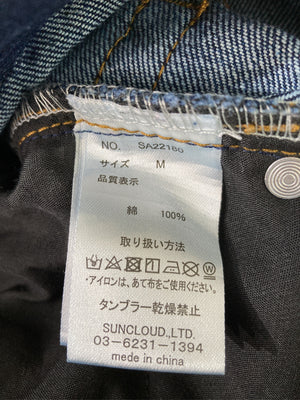 NO. SA22186
サイズ M
品質表示
綿 100%
取り扱い方法
・アイロンは、あて布をご使用ください。
タンブラー乾燥禁止
SUNCLOUD.,LTD.
03-6231-1394
made in china